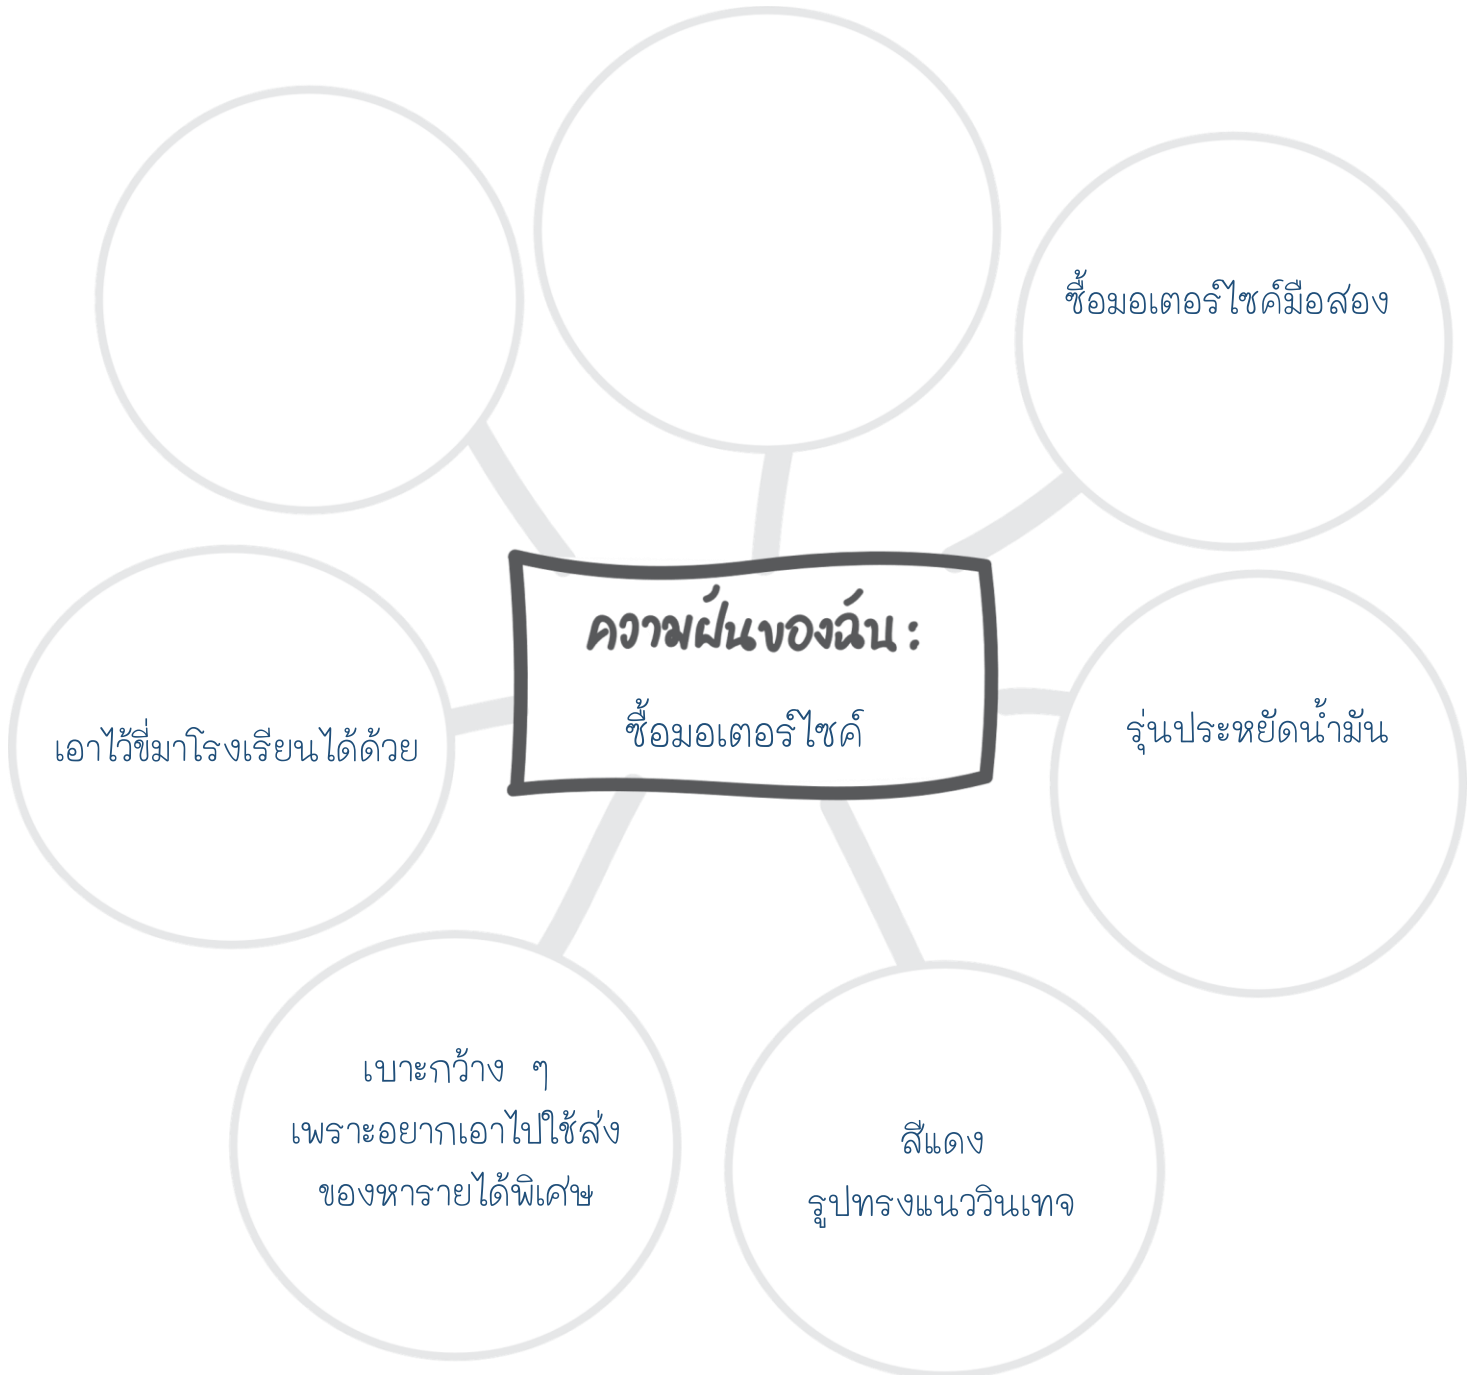 ซื้อมอเตอร์ไซค์มือสอง
ความฝันของฉัน :
ซื้อมอเตอร์ไซค์
รุ่นประหยัดน้ำมัน
เอาไว้ขี่มาโรงเรียนได้ด้วย
เบาะกว้าง ๆ
เพราะอยากเอาไปใช้ส่ง
ของหารายได้พิเศษ
สีแดง
รูปทรงแนววินเทจ